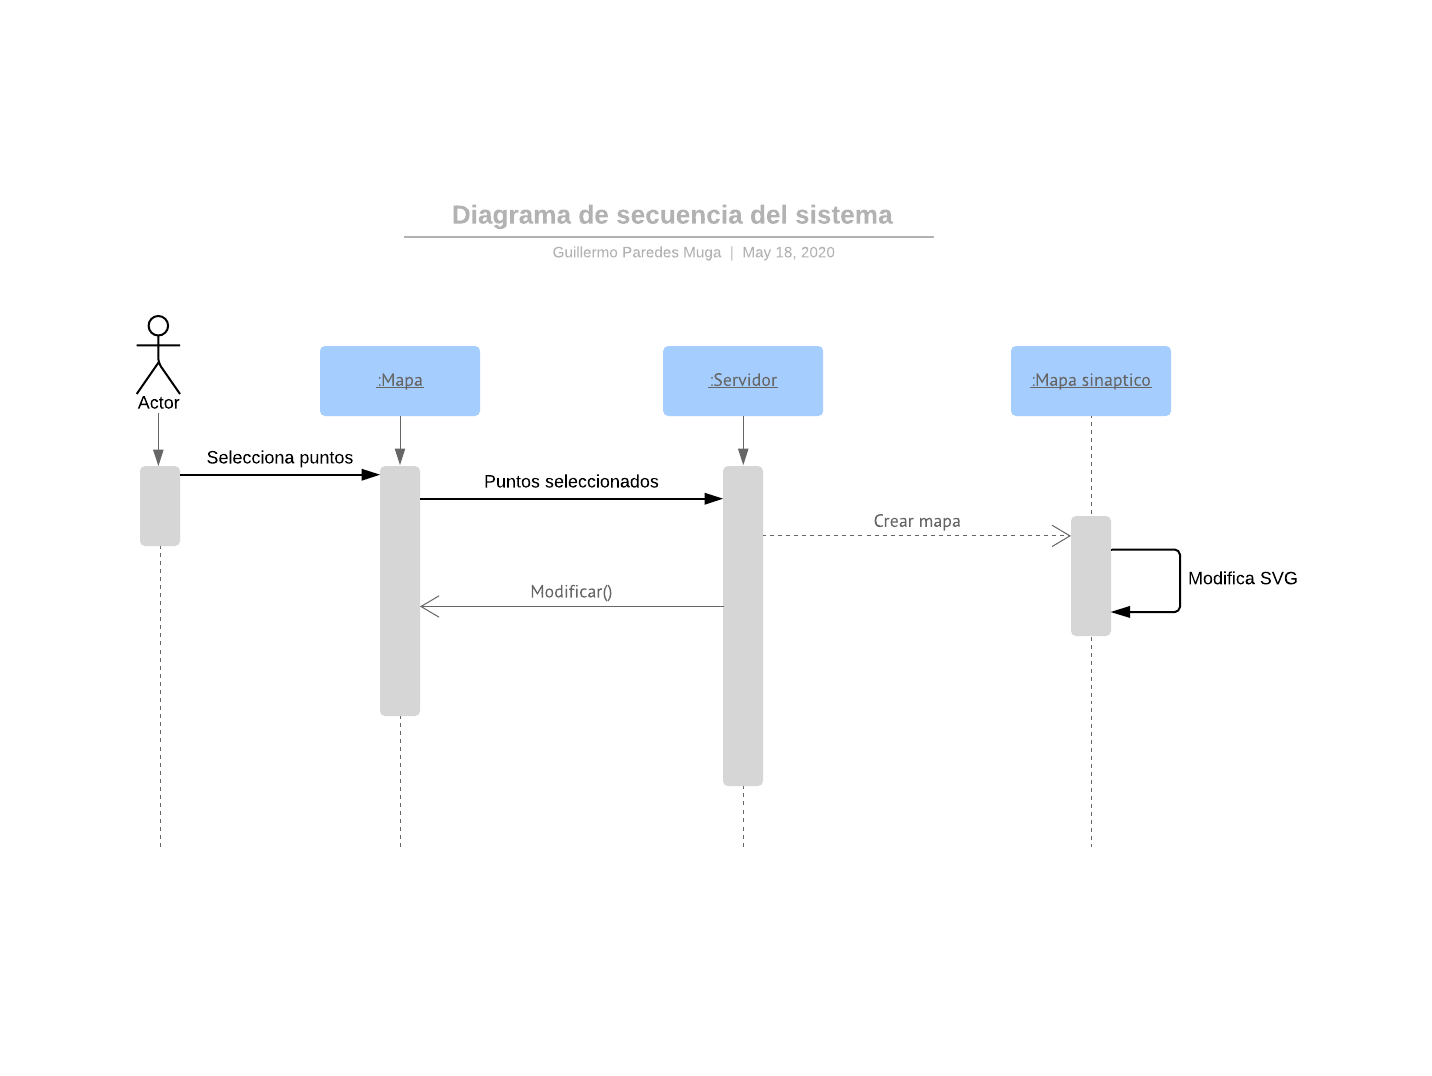 Diagrama de secuencia del sistema
Guillermo Paredes Muga | May 18, 2020
Actor
:Mapa
:Servidor
:Mapa sinaptico
Selecciona puntos
Puntos seleccionados
Crear mapa
Modifica SVG
Modificar()